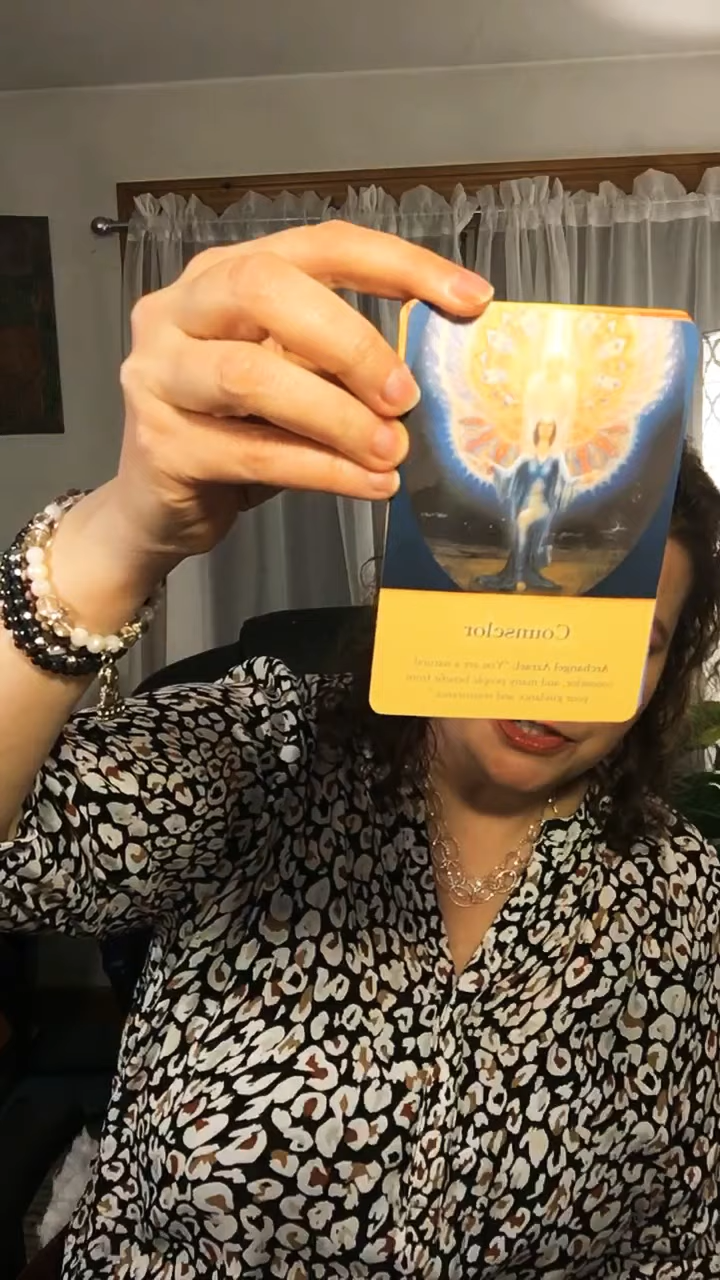 Counselor
Archangel Azrael: "You are a natural
counselor, and many people benefit from
your guidance and reassurance."